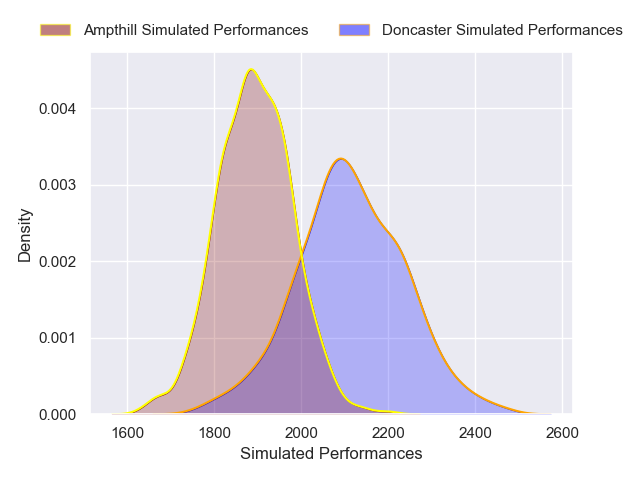 Ampthill Simulated Performances Doncaster Simulated Performances
0.004
0.003
0.002
0.001
0.000
Density
1600 1800 2000 2200 2400 2600
Simulated Performances